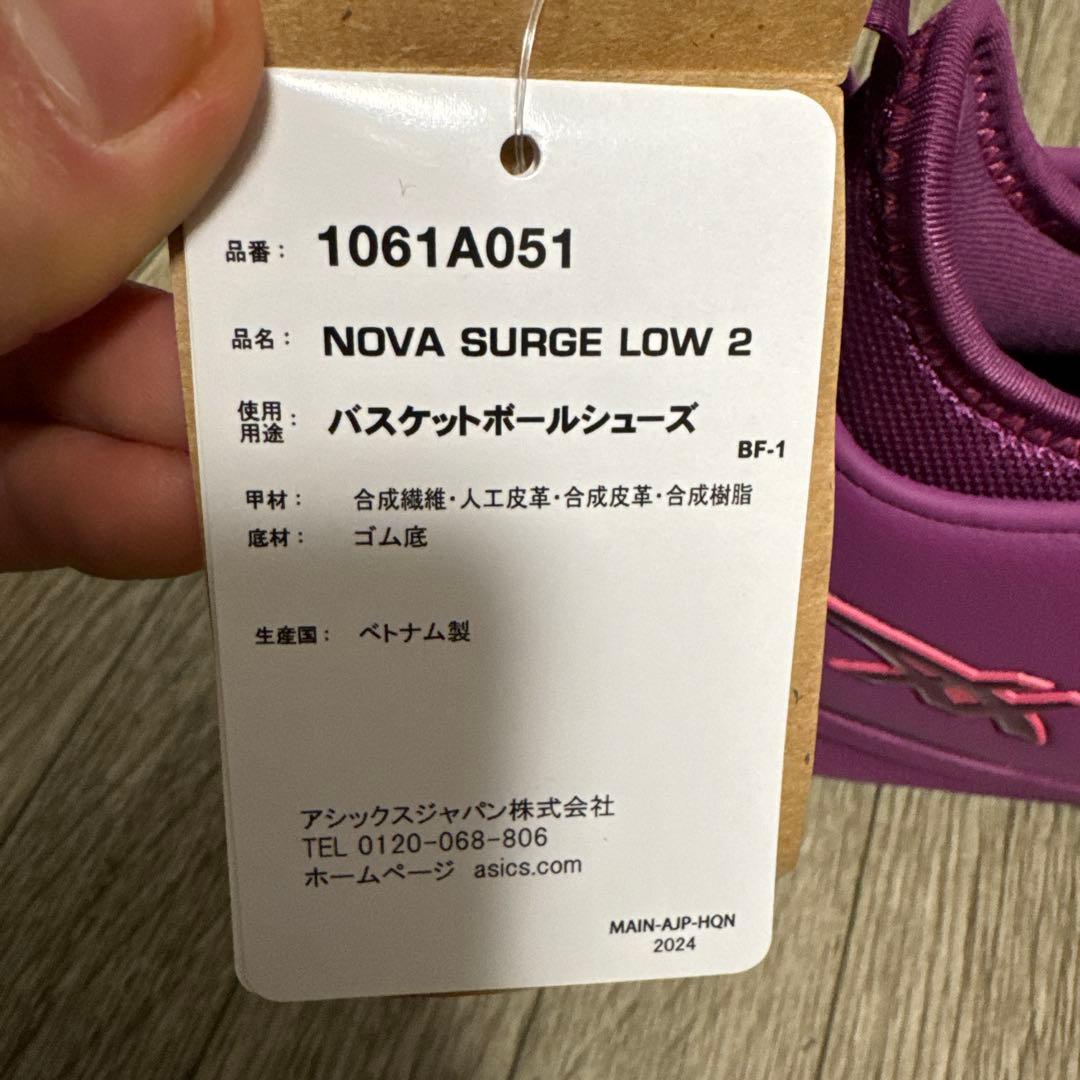 品番： 1061A051
品名： NOVA SURGE LOW 2
使用用途： バスケットボールシューズ
BF-1
甲材： 合成繊維・人工皮革・合成皮革・合成樹脂
底材： ゴム底
生産国： ベトナム製
アシックスジャパン株式会社
TEL 0120-068-806
ホームページ asics.com
MAIN-AJP-HQN
2024